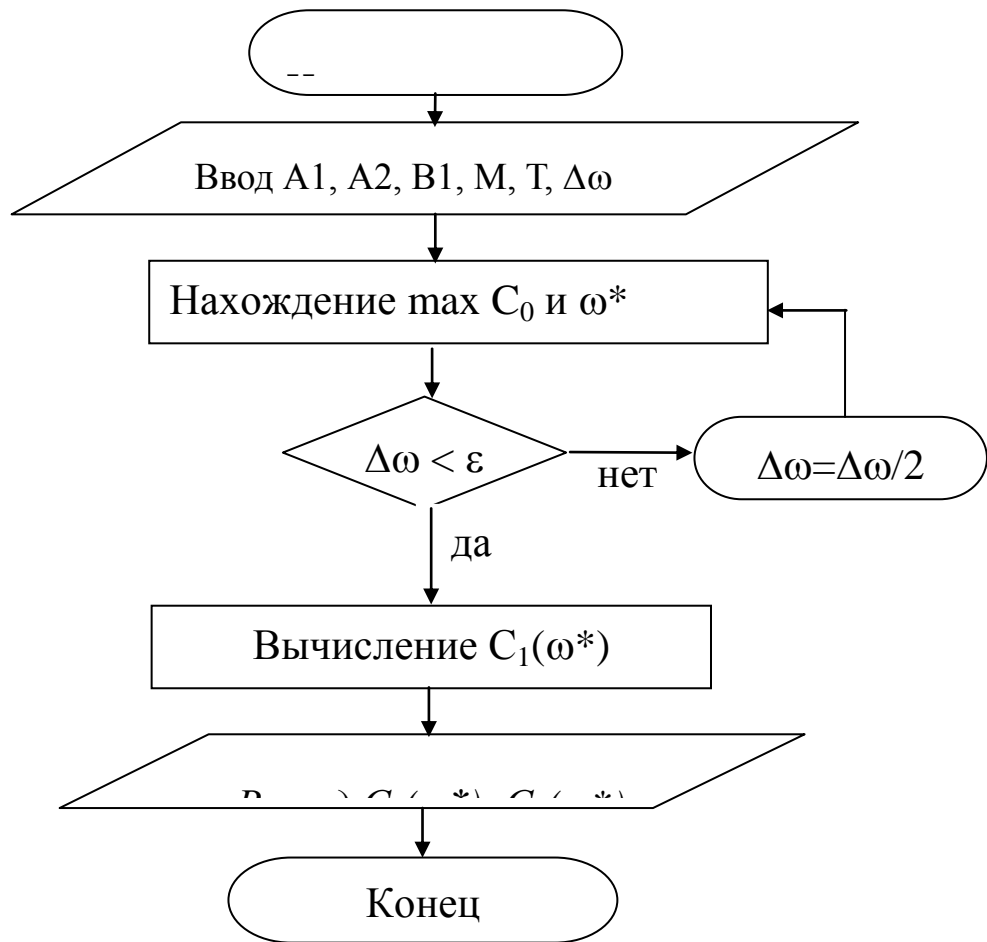 Ввод A1, A2, B1, M, T, Δω
Нахождение max C₀ и ω*
Δω < ε
нет
Δω=Δω/2
да
Вычисление C₁(ω*)
Конец